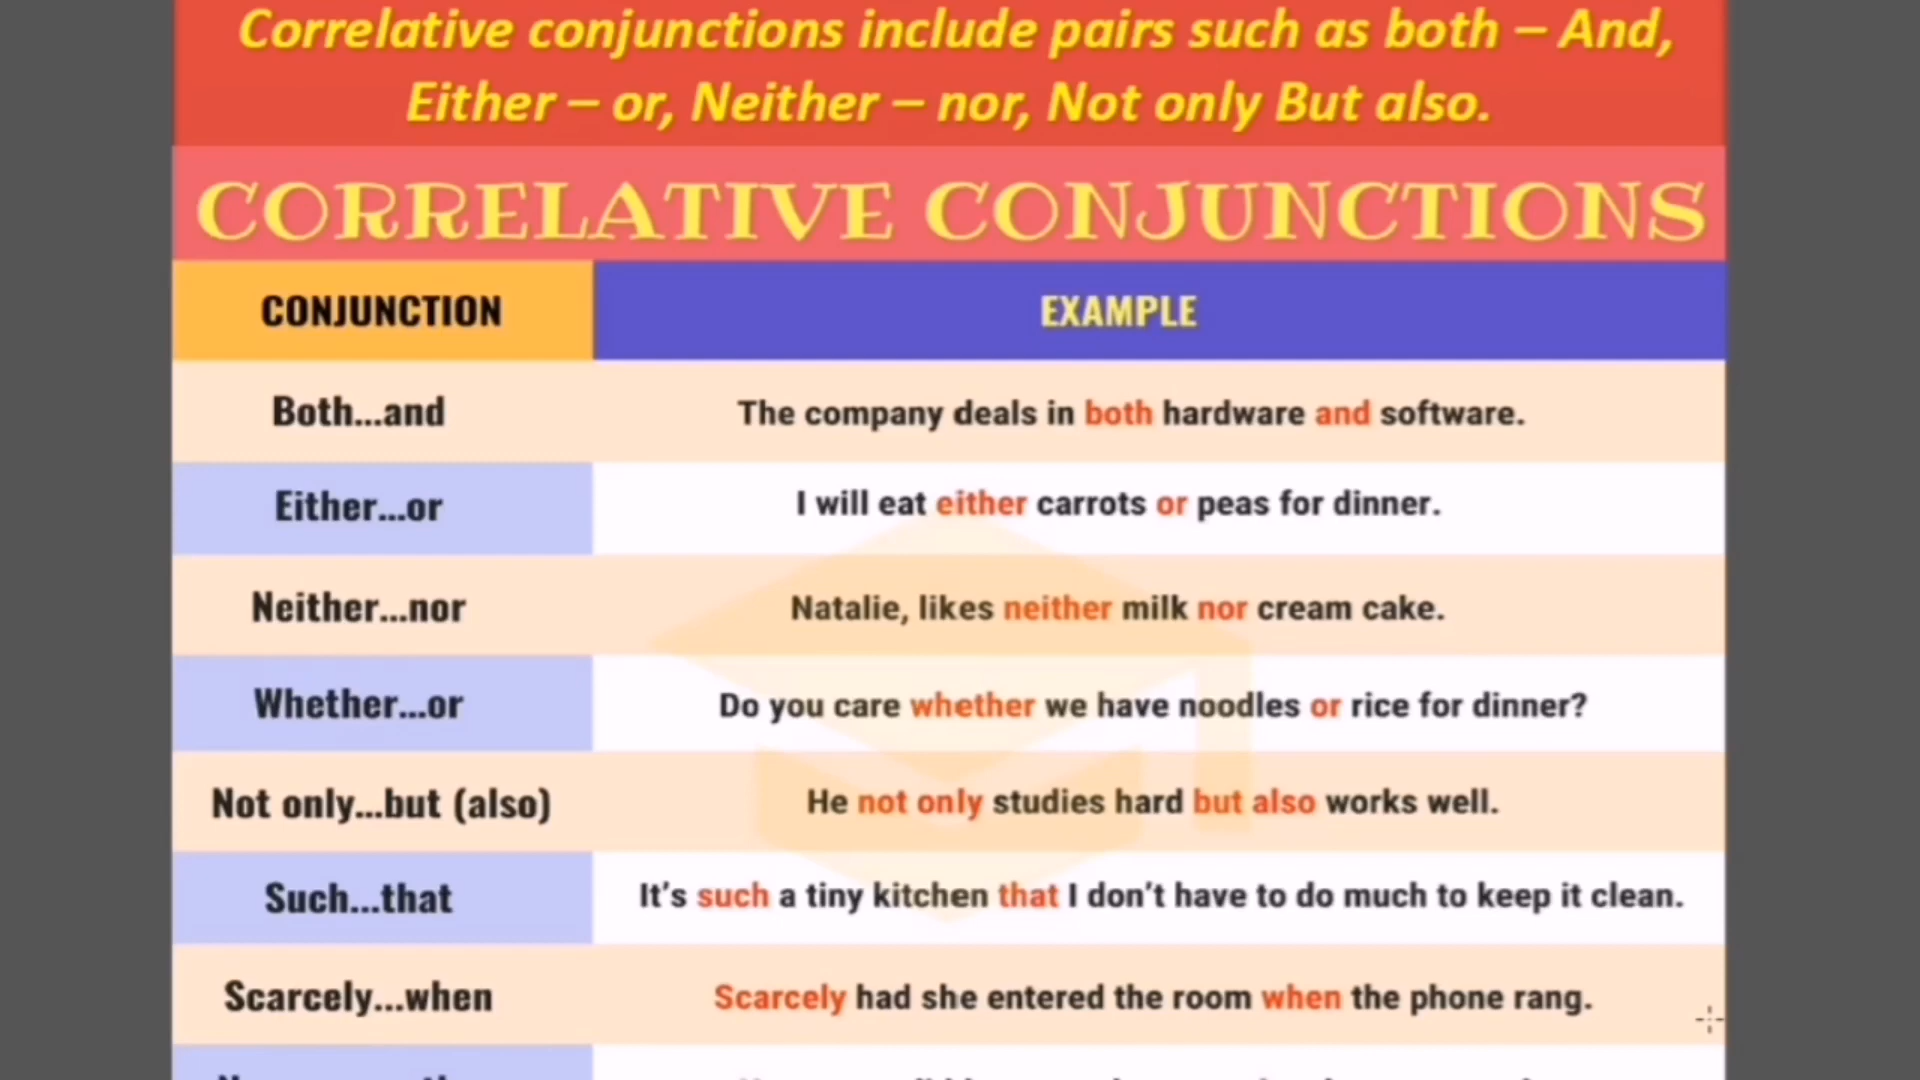 Correlative conjunctions include pairs such as both – And,
Either – or, Neither – nor, Not only But also.
CORRELATIVE CONJUNCTIONS
CONJUNCTION EXAMPLE
Both...and The company deals in both hardware and software.
Either...or I will eat either carrots or peas for dinner.
Neither...nor Natalie, likes neither milk nor cream cake.
Whether...or Do you care whether we have noodles or rice for dinner?
Not only...but (also) He not only studies hard but also works well.
Such...that It's such a tiny kitchen that I don't have to do much to keep it clean.
Scarcely...when Scarcely had she entered the room when the phone rang.